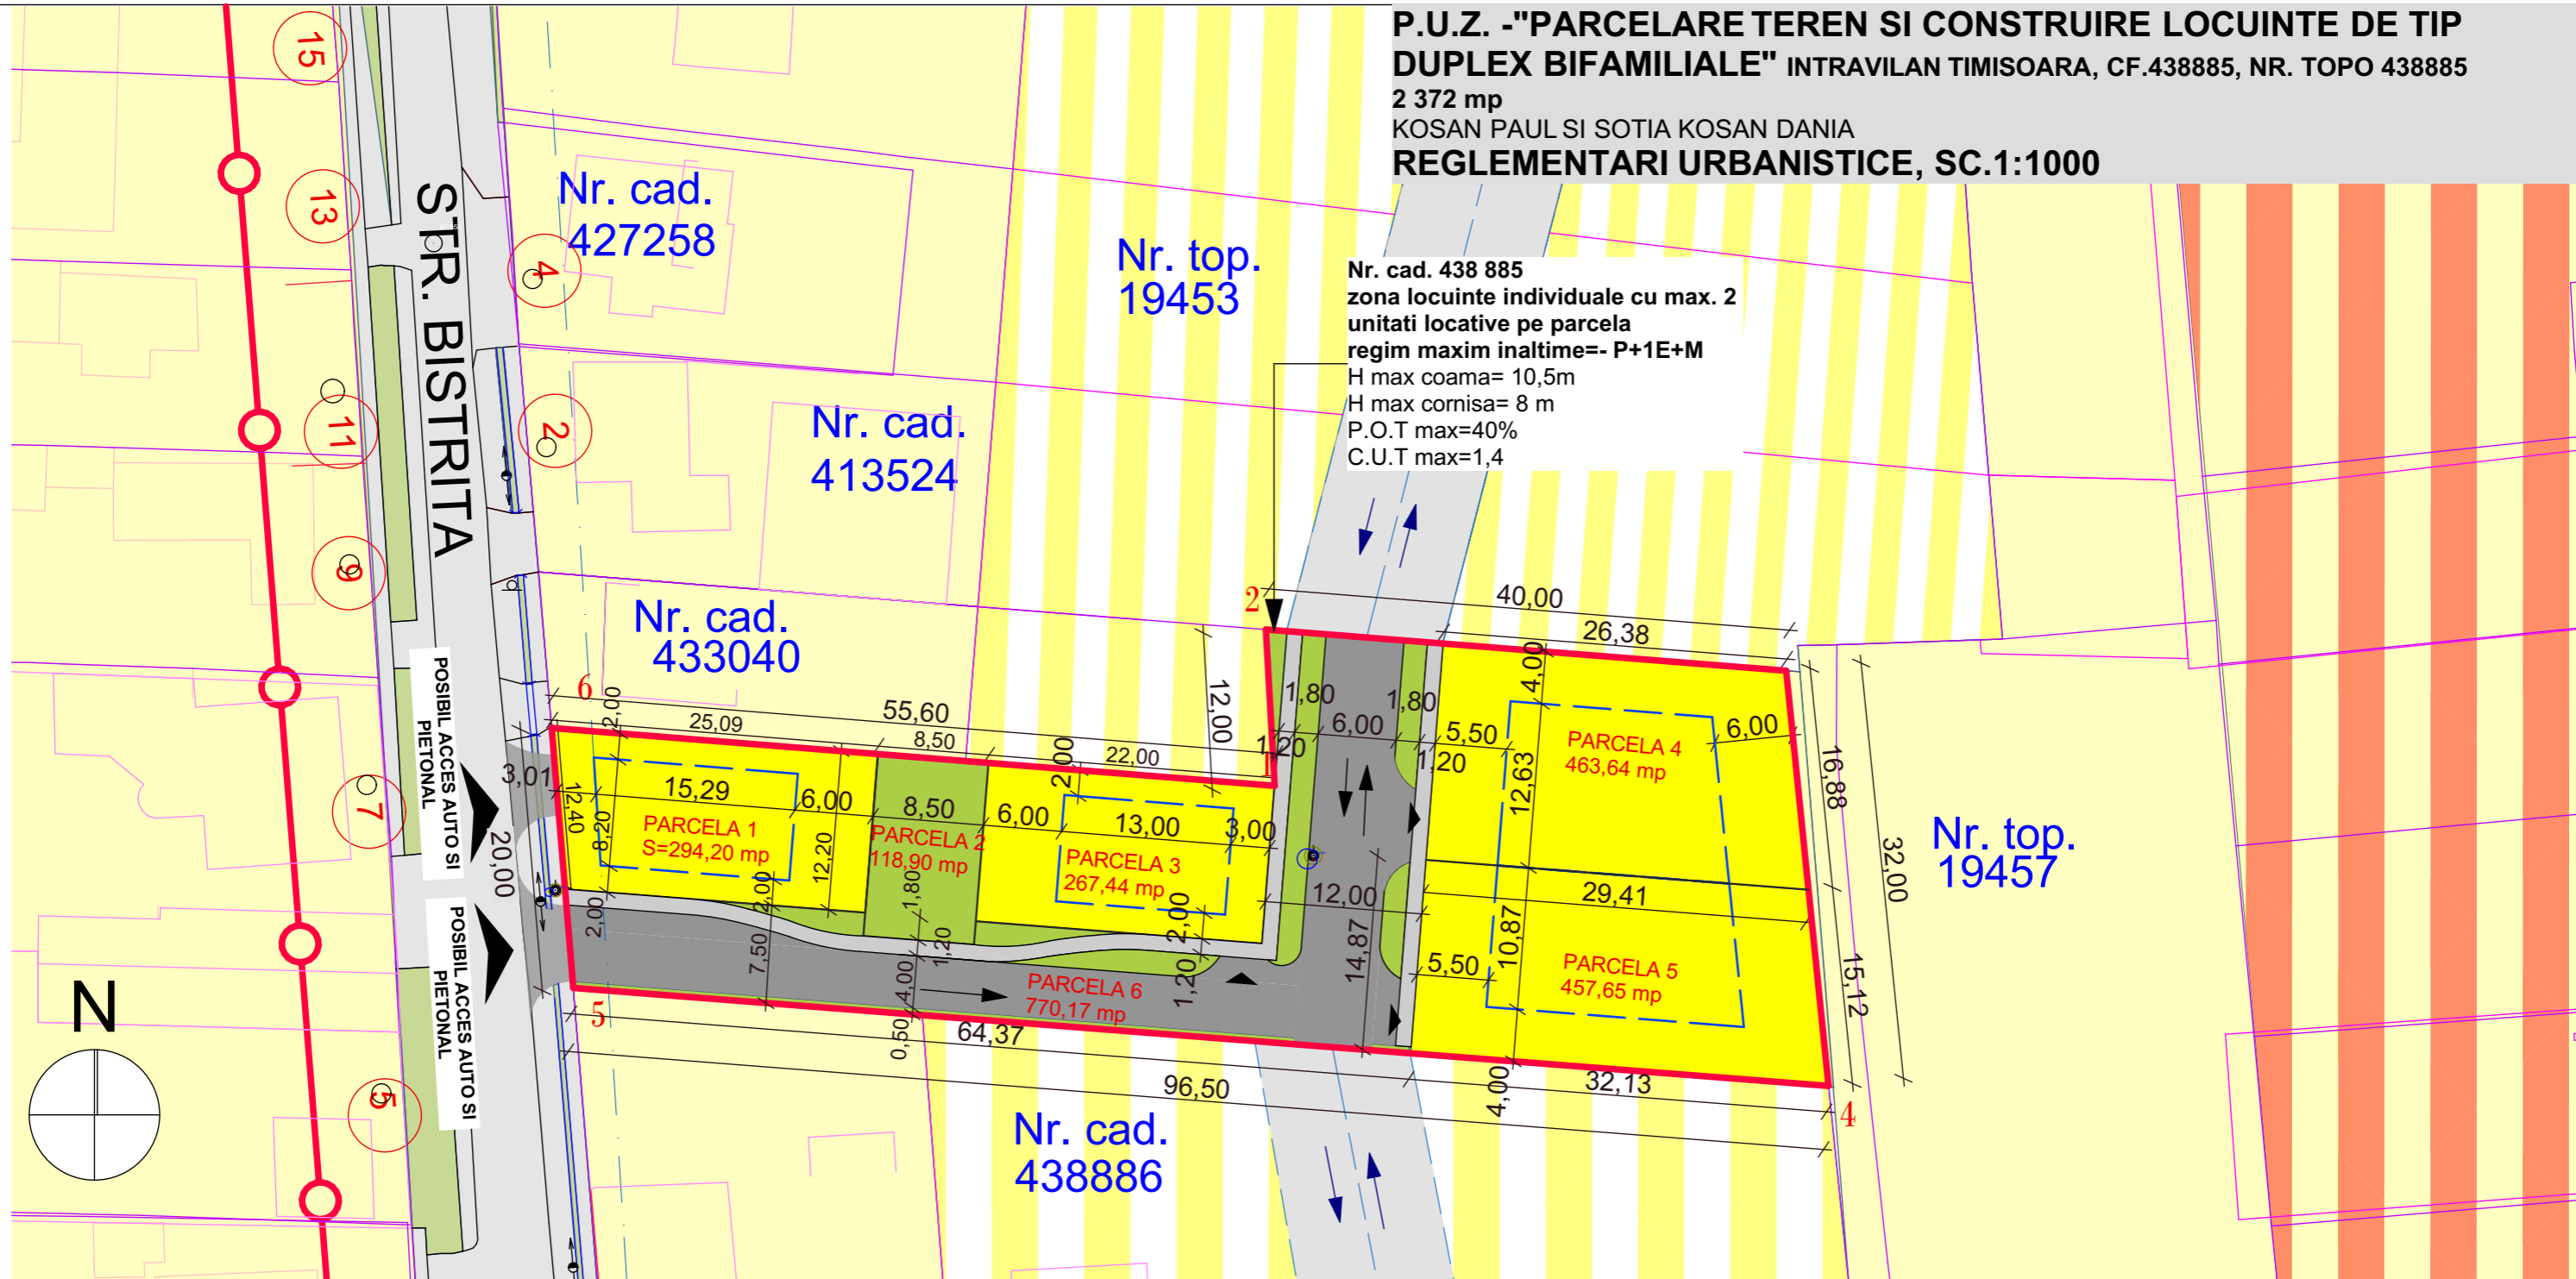 P.U.Z. -"PARCELARE TEREN SI CONSTRUIRE LOCUINTE DE TIP
DUPLEX BIFAMILIALE" INTRAVILAN TIMISOARA, CF.438885, NR. TOPO 438885
2 372 mp
KOSAN PAUL SI SOTIA KOSAN DANIA
REGLEMENTARI URBANISTICE, SC.1:1000
15
13
11
9
7
5
4
2
STR. BISTRITA
Nr. cad.
427258
Nr. top.
19453
Nr. cad.
413524
Nr. cad.
433040
Nr. cad. 438 885
zona locuinte individuale cu max. 2
unitati locative pe parcela
regim maxim inaltime=- P+1E+M
H max coama= 10,5m
H max cornisa= 8 m
P.O.T max=40%
C.U.T max=1,4
2
40,00
26,38
6
2,00
55,60
25,09
8,50
22,00
12,00
1
1,80
6,00
1,80
1,20
1,20
4,00
5,50
6,00
PARCELA 4
463,64 mp
12,63
16,88
32,00
Nr. top.
19457
POSIBIL ACCES AUTO SI
PIETONAL
POSIBIL ACCES AUTO SI
PIETONAL
3,01
20,00
12,40
8,20
15,29
6,00
PARCELA 1
S=294,20 mp
12,20
2,00
2,00
8,50
PARCELA 2
118,90 mp
1,80
6,00
2,00
13,00
3,00
PARCELA 3
267,44 mp
2,00
12,00
14,87
29,41
10,87
5,50
PARCELA 5
457,65 mp
15,12
7,50
4,00
1,20
1,20
0,50
PARCELA 6
770,17 mp
5
64,37
96,50
4,00
32,13
4
N
Nr. cad.
438886